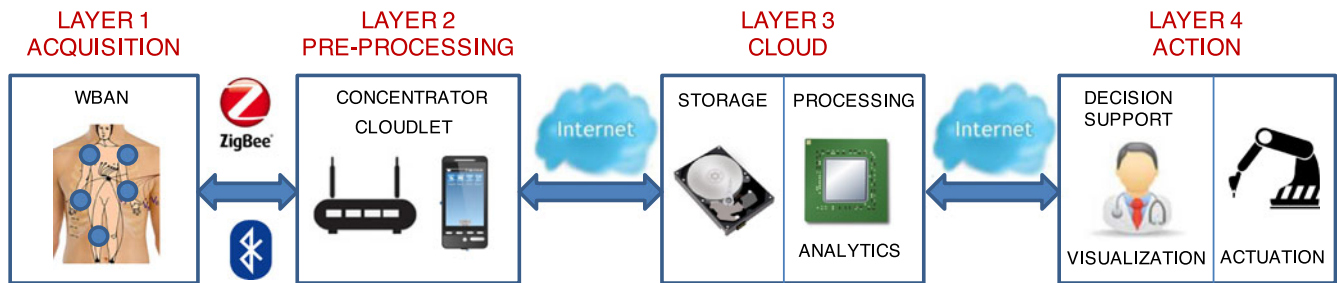 LAYER 1
ACQUISITION
LAYER 2
PRE-PROCESSING
LAYER 3
CLOUD
LAYER 4
ACTION
WBAN
ZigBee®
CONCENTRATOR
CLOUDLET
Internet
STORAGE
PROCESSING
ANALYTICS
Internet
DECISION
SUPPORT
VISUALIZATION
ACTUATION